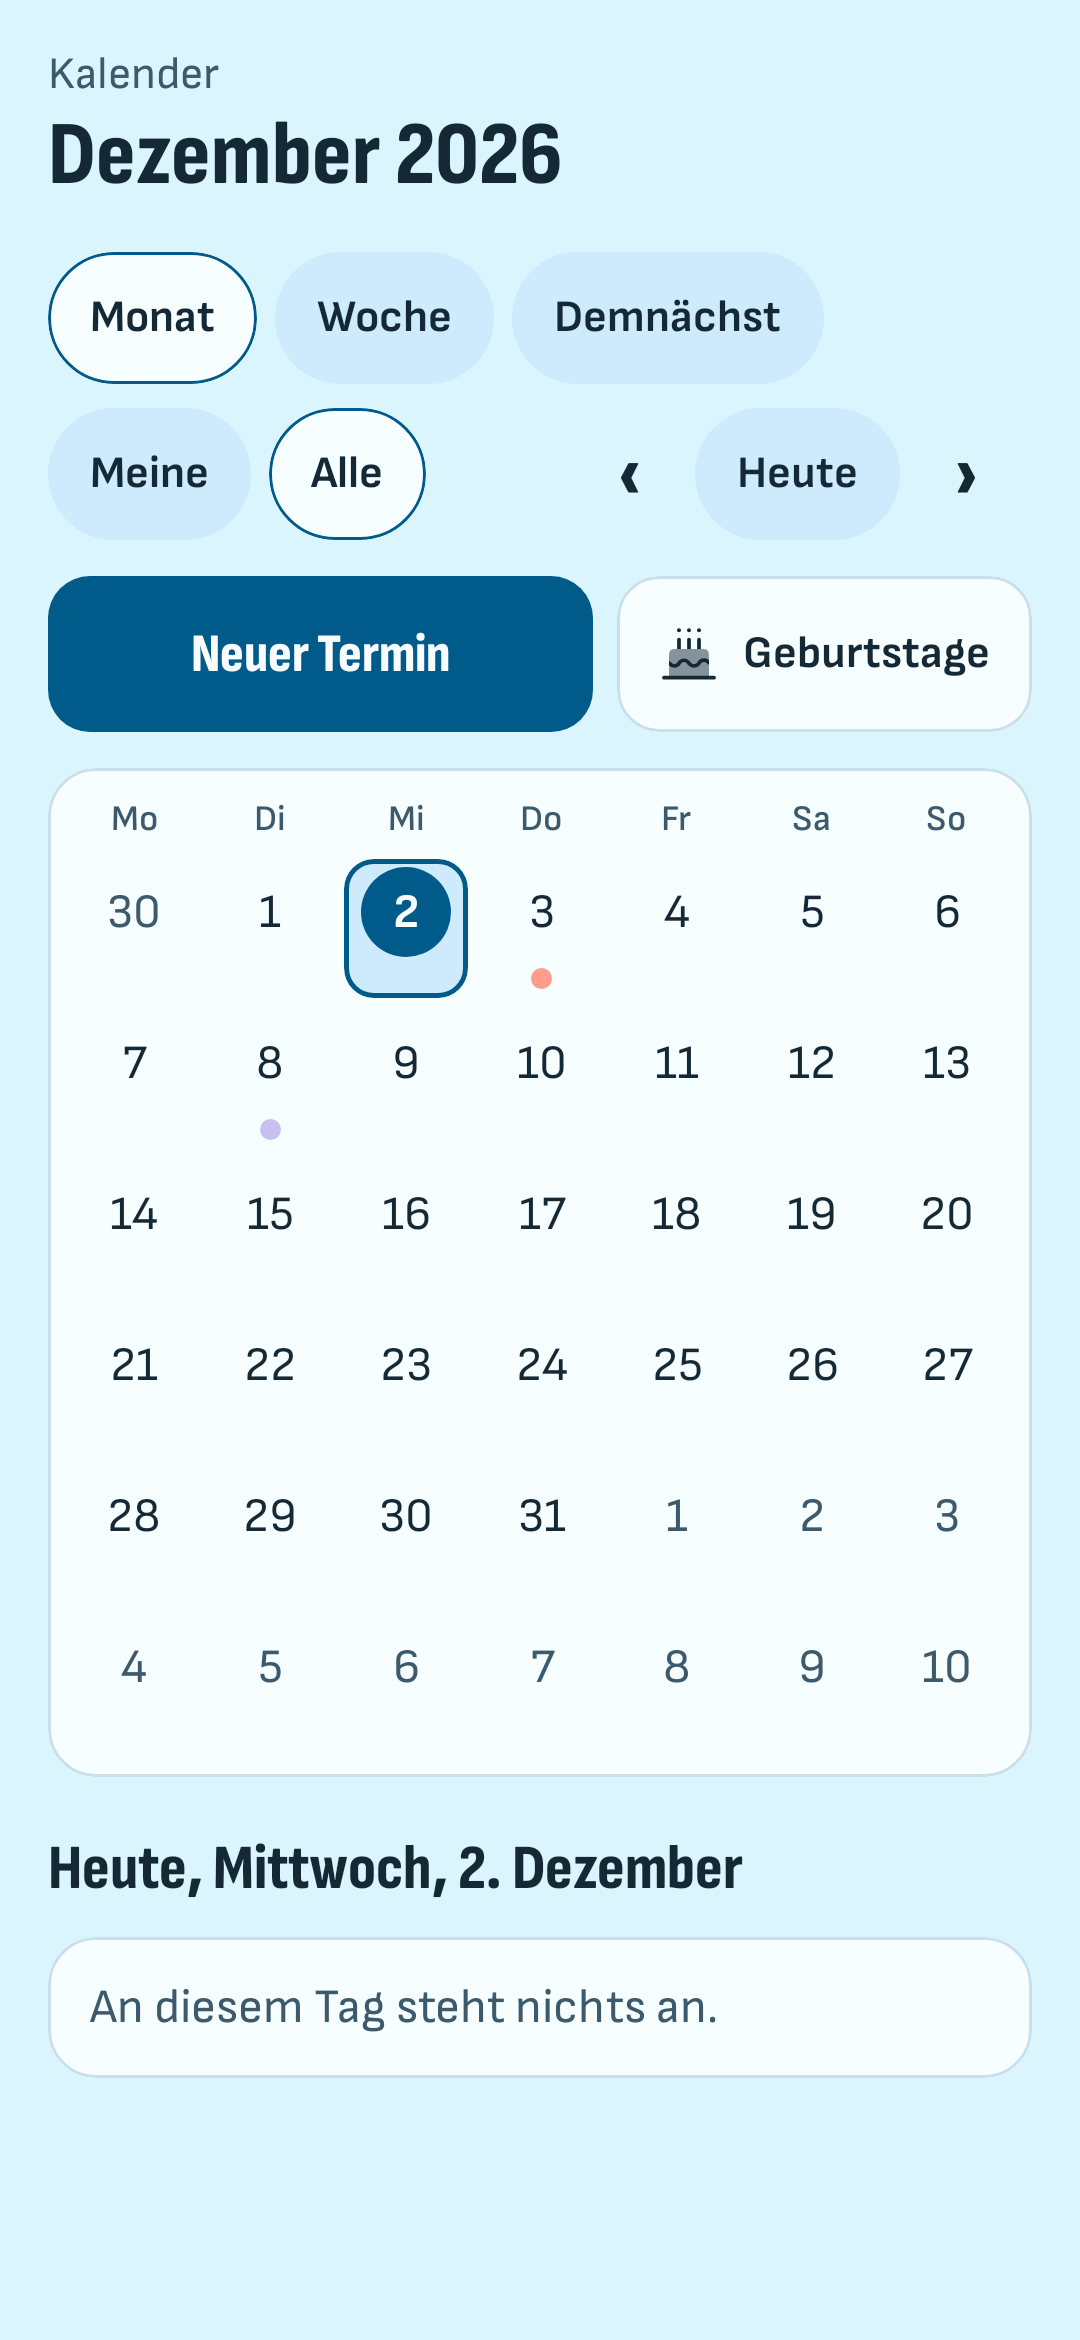 Kalender
Dezember 2026
Monat Woche Demnächst
Meine Alle ‹ Heute ›
Neuer Termin Geburtstage
Mo Di Mi Do Fr Sa So
30 1 2 3 4 5 6
7 8 9 10 11 12 13
14 15 16 17 18 19 20
21 22 23 24 25 26 27
28 29 30 31 1 2 3
4 5 6 7 8 9 10
Heute, Mittwoch, 2. Dezember
An diesem Tag steht nichts an.